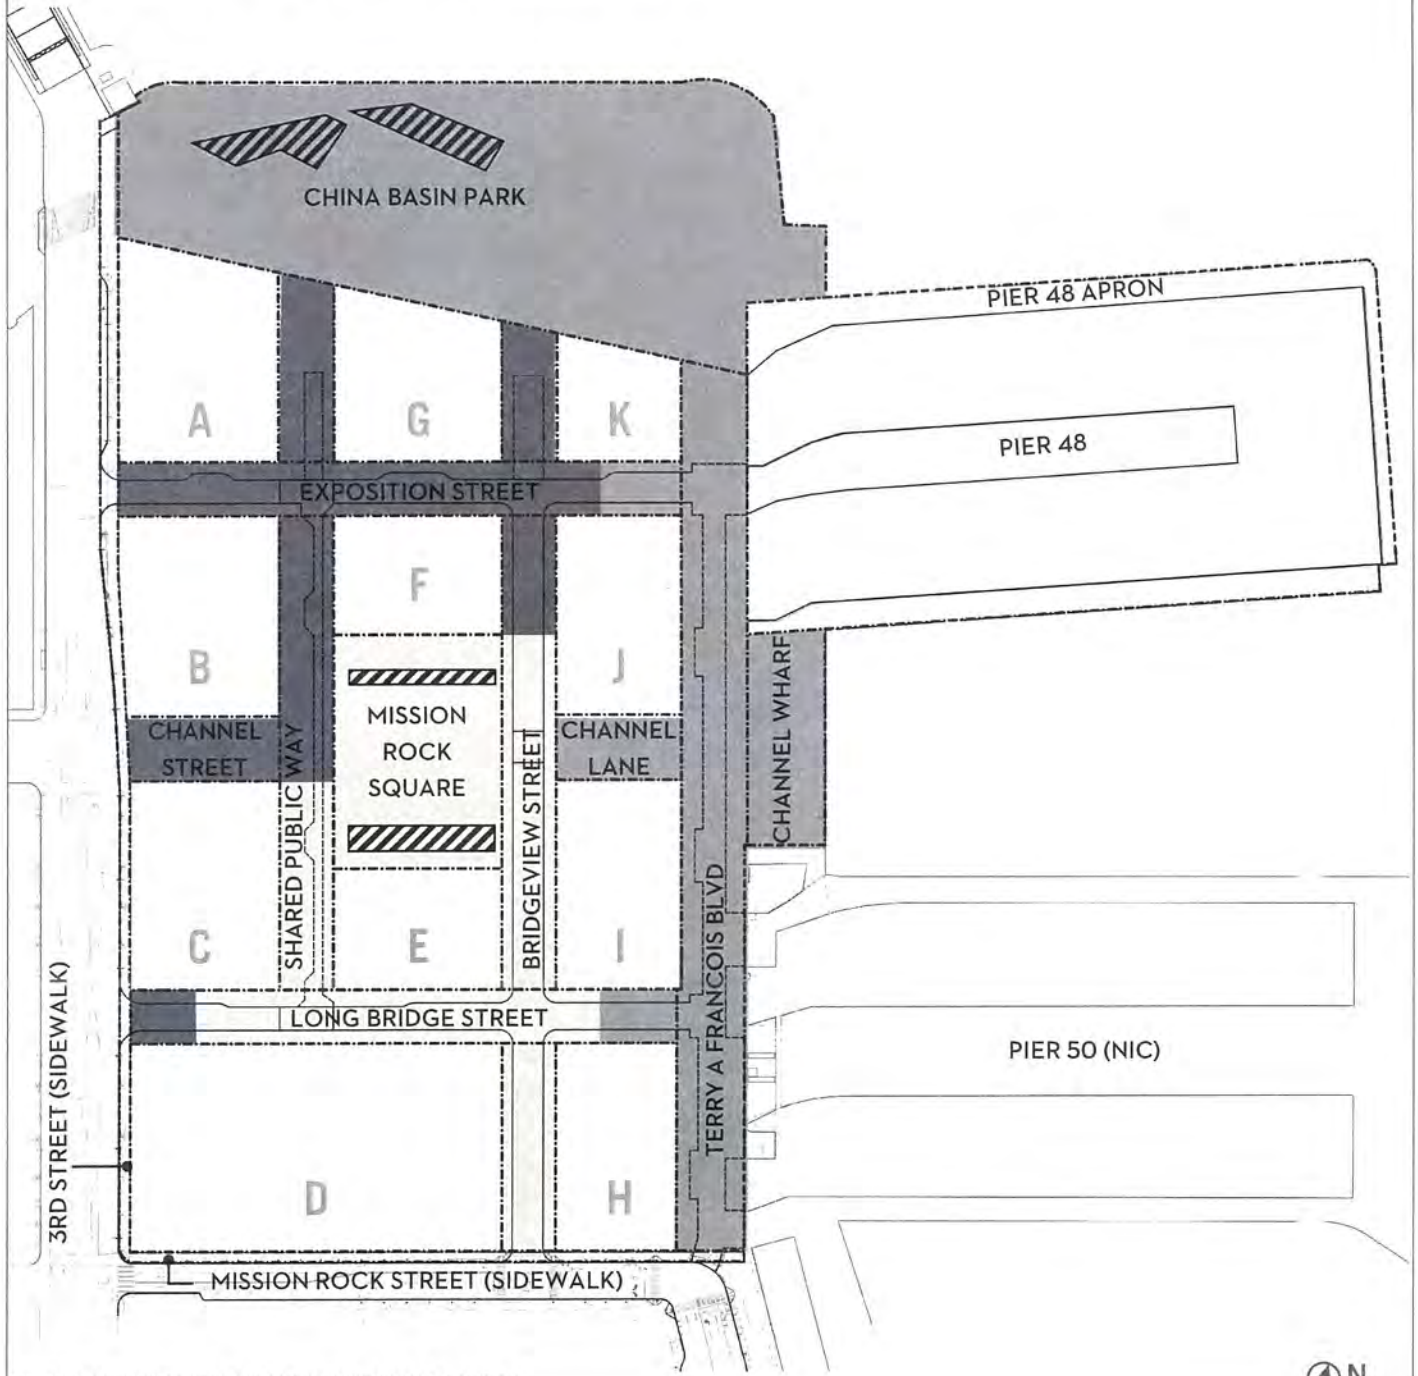 CHINA BASIN PARK
PIER 48 APRON
A
G
K
PIER 48
EXPOSITION STREET
F
B
J
CHANNEL
STREET
MISSION
ROCK
SQUARE
CHANNEL
LANE
CHANNEL WHARF
SHARED PUBLIC WAY
BRIDGEVIEW STREET
C
E
I
TERRY A FRANCOIS BLVD
LONG BRIDGE STREET
PIER 50 (NIC)
3RD STREET (SIDEWALK)
D
H
MISSION ROCK STREET (SIDEWALK)
N